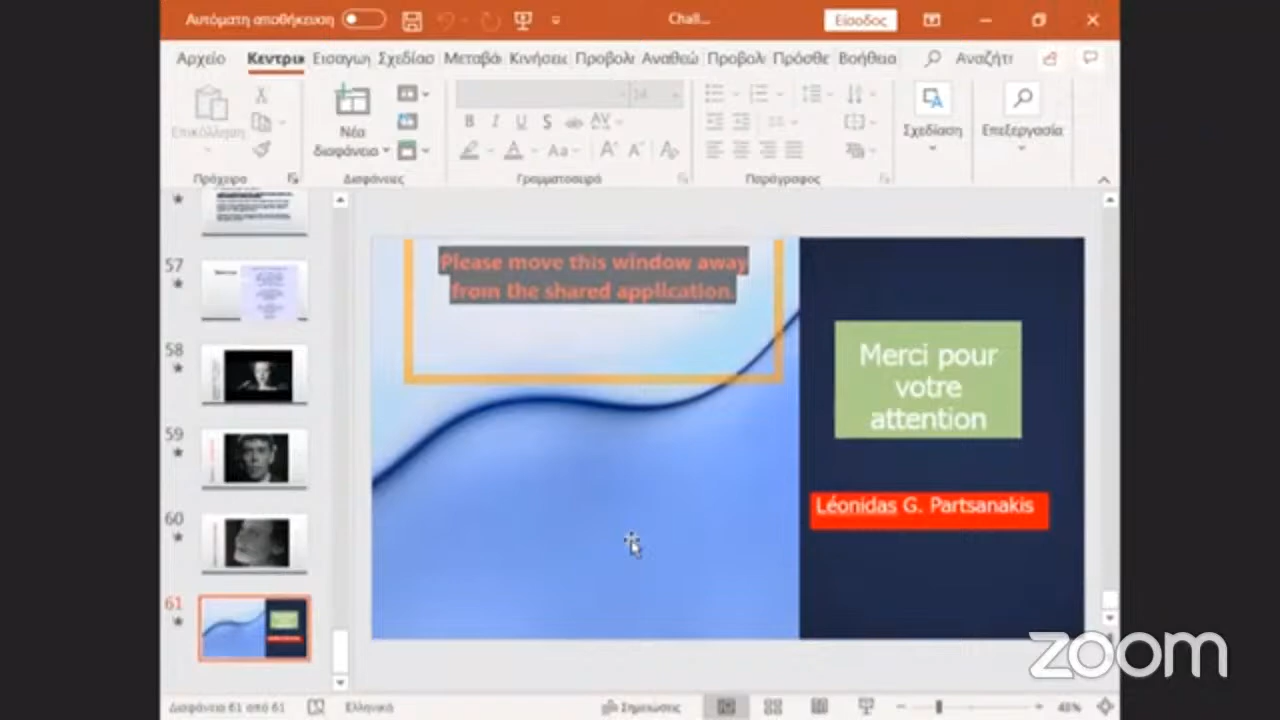 Αυτόματη αποθήκευση
Chall...
Είσοδος
Αρχείο
Κεντρικ
Εισαγωγ
Σχεδίασ
Μεταβά
Κινήσεις
Προβολ
Αναθεώ
Προβολ
Πρόσθε
Βοήθεια
Αναζήτ
Επικόλληση
Νέα
διαφάνεια
Σχεδίαση
Επεξεργασία
Πρόχειρο
Διαφάνειες
Γραμματοσειρά
Παράγραφος
57
58
59
60
61
Please move this window away
from the shared application.
Merci pour
votre
attention
Léonidas G. Partsanakis
Διαφάνεια 61 από 61
Ελληνικά
Σημειώσεις
48%
zoom